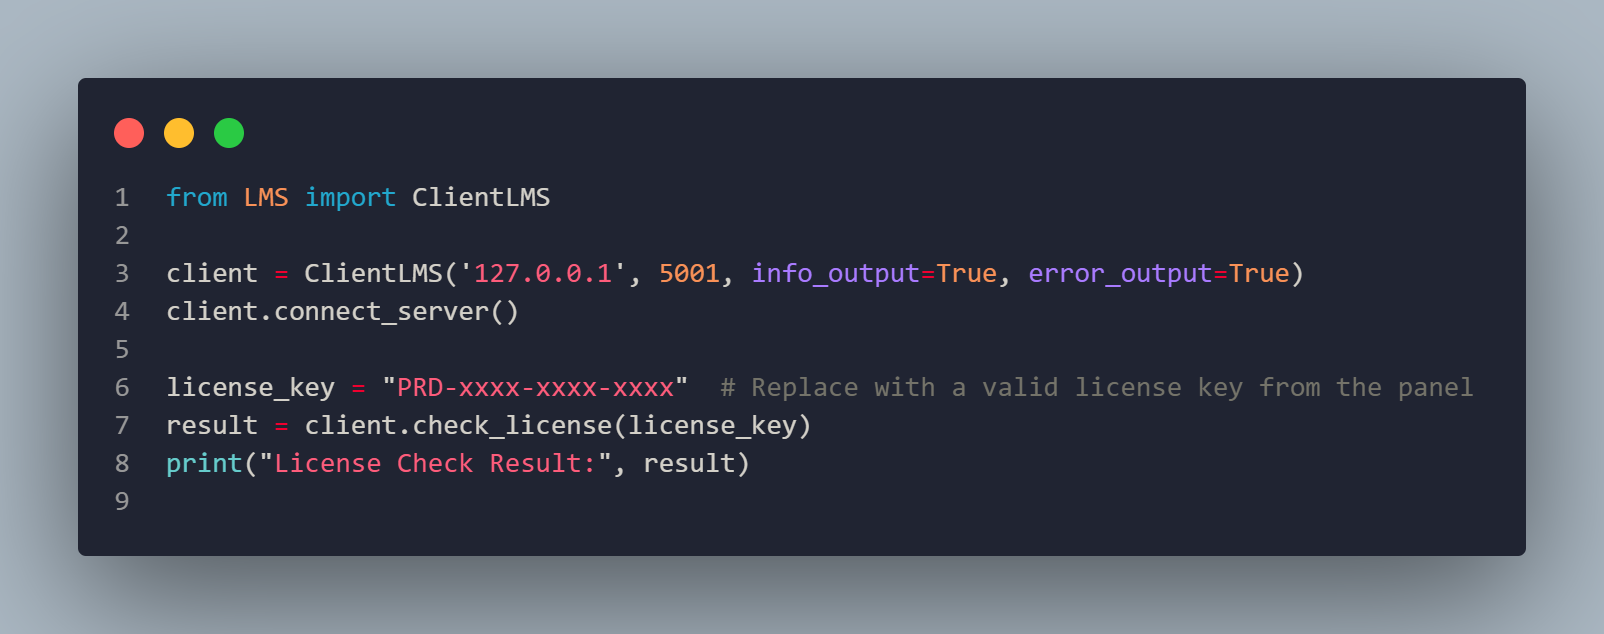 1 from LMS import ClientLMS
2
3 client = ClientLMS('127.0.0.1', 5001, info_output=True, error_output=True)
4 client.connect_server()
5
6 license_key = "PRD-xxxx-xxxx-xxxx"  # Replace with a valid license key from the panel
7 result = client.check_license(license_key)
8 print("License Check Result:", result)
9